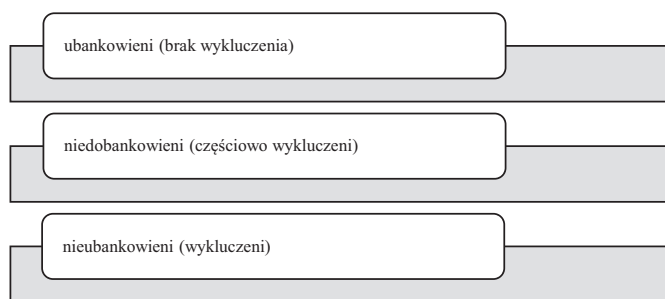 ubankowieni (brak wykluczenia)
niedobankowieni (częściowo wykluczeni)
nieubankowieni (wykluczeni)